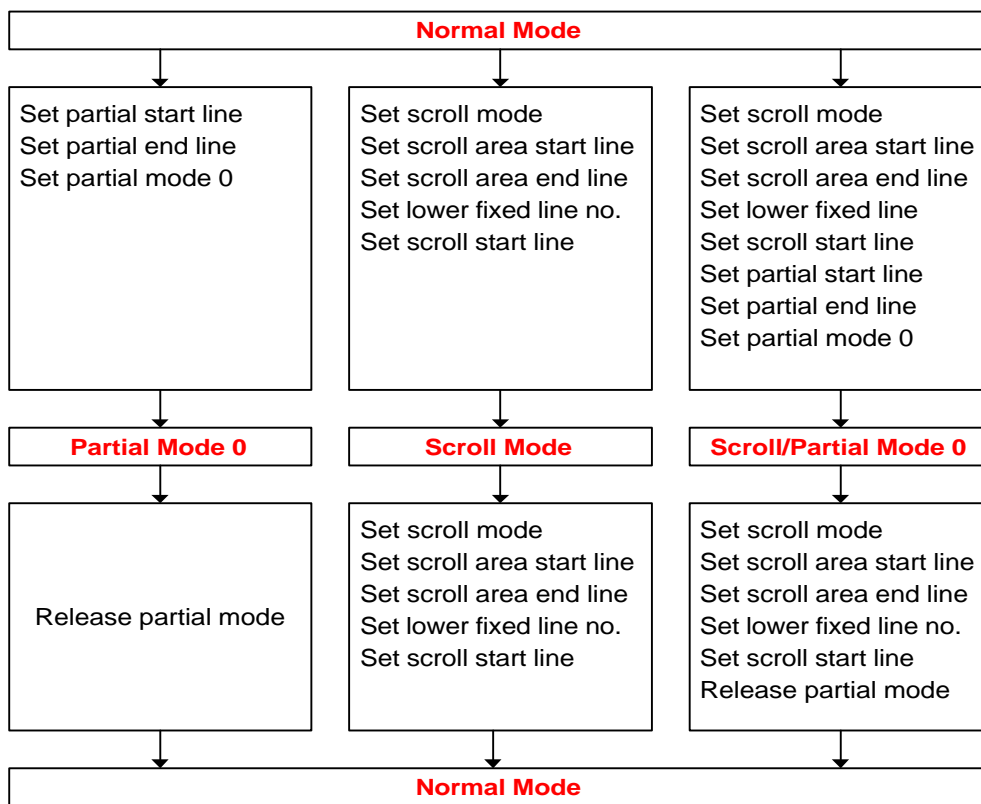 Normal Mode
Set partial start line
Set partial end line
Set partial mode 0
Set scroll mode
Set scroll area start line
Set scroll area end line
Set lower fixed line no.
Set scroll start line
Set scroll mode
Set scroll area start line
Set scroll area end line
Set lower fixed line
Set scroll start line
Set partial start line
Set partial end line
Set partial mode 0
Partial Mode 0
Scroll Mode
Scroll/Partial Mode 0
Release partial mode
Set scroll mode
Set scroll area start line
Set scroll area end line
Set lower fixed line no.
Set scroll start line
Set scroll mode
Set scroll area start line
Set scroll area end line
Set lower fixed line no.
Set scroll start line
Release partial mode
Normal Mode